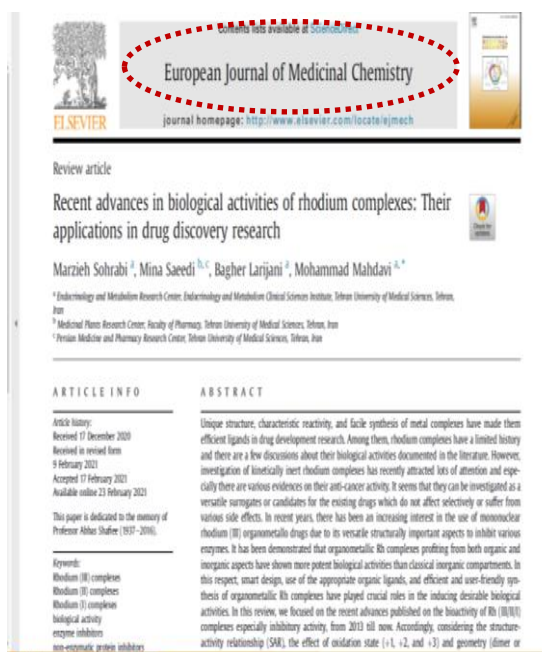 Contents lists available at ScienceDirect
European Journal of Medicinal Chemistry
journal homepage: http://www.elsevier.com/locate/ejmech
ELSEVIER
Review article
Recent advances in biological activities of rhodium complexes: Their
applications in drug discovery research
Check for
updates
Marzieh Sohrabi a, Mina Saeedi b, c, Bagher Larijani a, Mohammad Mahdavi a, *
a Endocrinology and Metabolism Research Center, Endocrinology and Metabolism Clinical Sciences Institute, Tehran University of Medical Sciences, Tehran,
Iran
b Medicinal Plants Research Center, Faculty of Pharmacy, Tehran University of Medical Sciences, Tehran, Iran
c Persian Medicine and Pharmacy Research Center, Tehran University of Medical Sciences, Tehran, Iran
ARTICLE INFO
Article history:
Received 17 December 2020
Received in revised form
9 February 2021
Accepted 17 February 2021
Available online 23 February 2021
This paper is dedicated to the memory of
Professor Abbas Shafiee (1937–2016).
Keywords:
Rhodium (III) complexes
Rhodium (II) complexes
Rhodium (I) complexes
biological activity
enzyme inhibitors
non-enzymatic protein inhibitors
ABSTRACT
Unique structure, characteristic reactivity, and facile synthesis of metal complexes have made them
efficient ligands in drug development research. Among them, rhodium complexes have a limited history
and there are a few discussions about their biological activities documented in the literature. However,
investigation of kinetically inert rhodium complexes has recently attracted lots of attention and espe-
cially there are various evidences on their anti-cancer activity. It seems that they can be investigated as a
versatile surrogates or candidates for the existing drugs which do not affect selectively or suffer from
various side effects. In recent years, there has been an increasing interest in the use of mononuclear
rhodium (III) organometallo drugs due to its versatile structurally important aspects to inhibit various
enzymes. It has been demonstrated that organometallic Rh complexes profiting from both organic and
inorganic aspects have shown more potent biological activities than classical inorganic compartments. In
this respect, smart design, use of the appropriate organic ligands, and efficient and user-friendly syn-
thesis of organometallic Rh complexes have played crucial roles in the inducing desirable biological
activities. In this review, we focused on the recent advances published on the bioactivity of Rh (III/II/I)
complexes especially inhibitory activity, from 2013 till now. Accordingly, considering the structure-
activity relationship (SAR), the effect of oxidation state (+1, +2, and +3) and geometry (dimer or